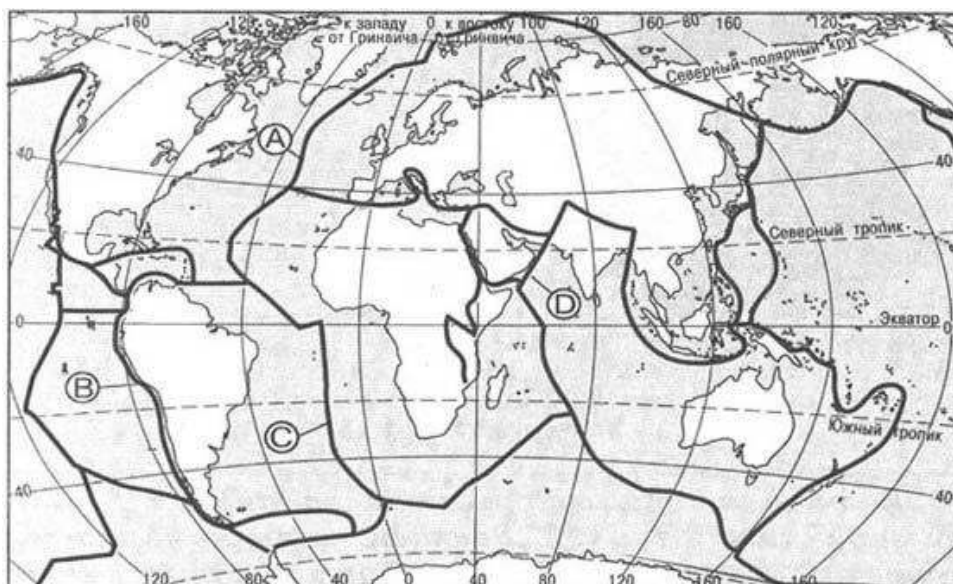 160 120 80 к западу 0 к востоку 100 120 160 80 160 120
от Гринвича от Гринвича
Северный полярный круг
A
40 40
Северный тропик
D
0 Экватор 0
B
C
Южный тропик
40 40
120 80 40 0 40 80 120 160 160